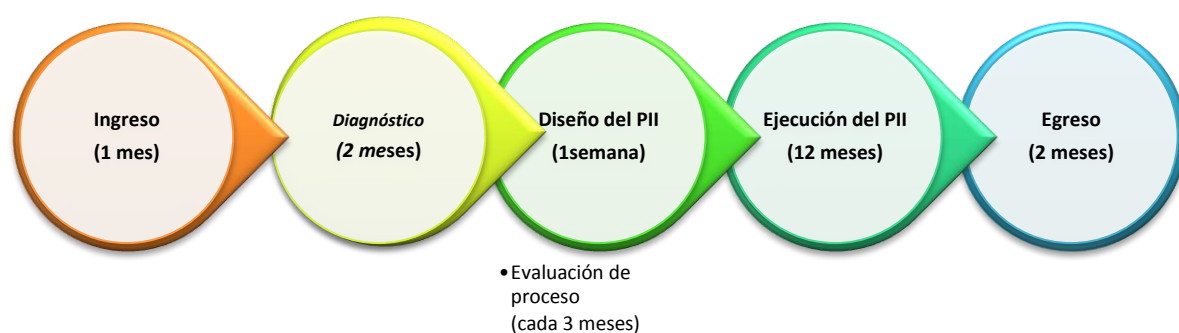 Ingreso
(1 mes)
Diagnóstico
(2 meses)
Diseño del PII
(1semana)
Ejecución del PII
(12 meses)
Egreso
(2 meses)
•Evaluación de
proceso
(cada 3 meses)